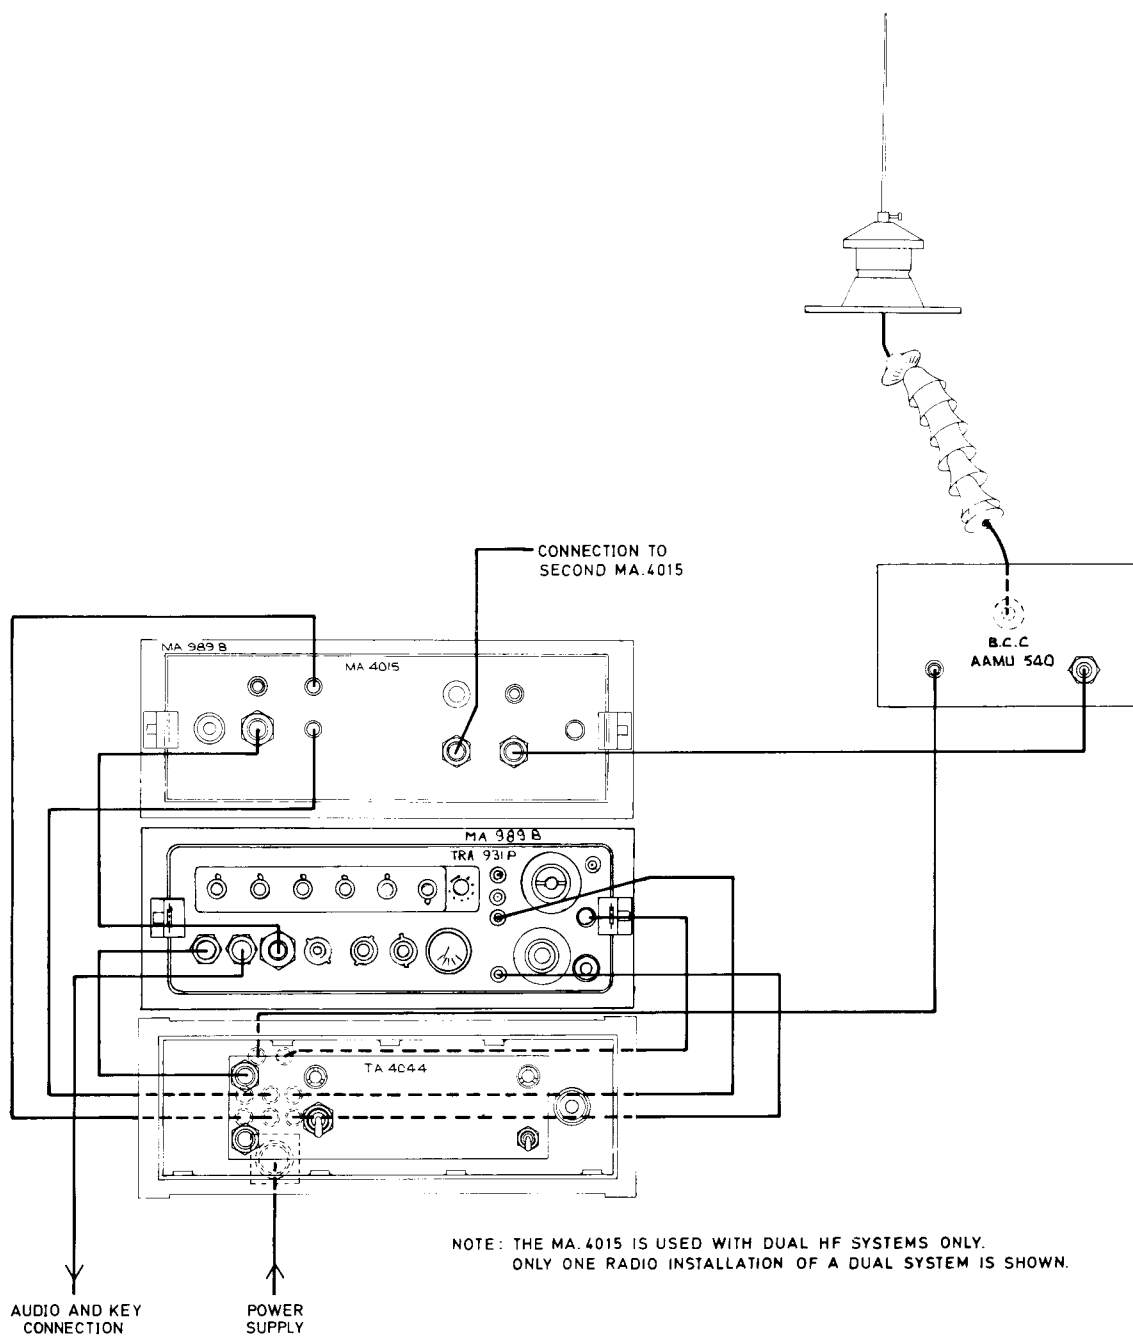 CONNECTION TO
SECOND MA.4015
B.C.C
AAMU 540
MA 989 B
MA 4015
MA 989 B
TRA 931 P
TA 4044
NOTE: THE MA.4015 IS USED WITH DUAL HF SYSTEMS ONLY.
ONLY ONE RADIO INSTALLATION OF A DUAL SYSTEM IS SHOWN.
AUDIO AND KEY
CONNECTION
POWER
SUPPLY